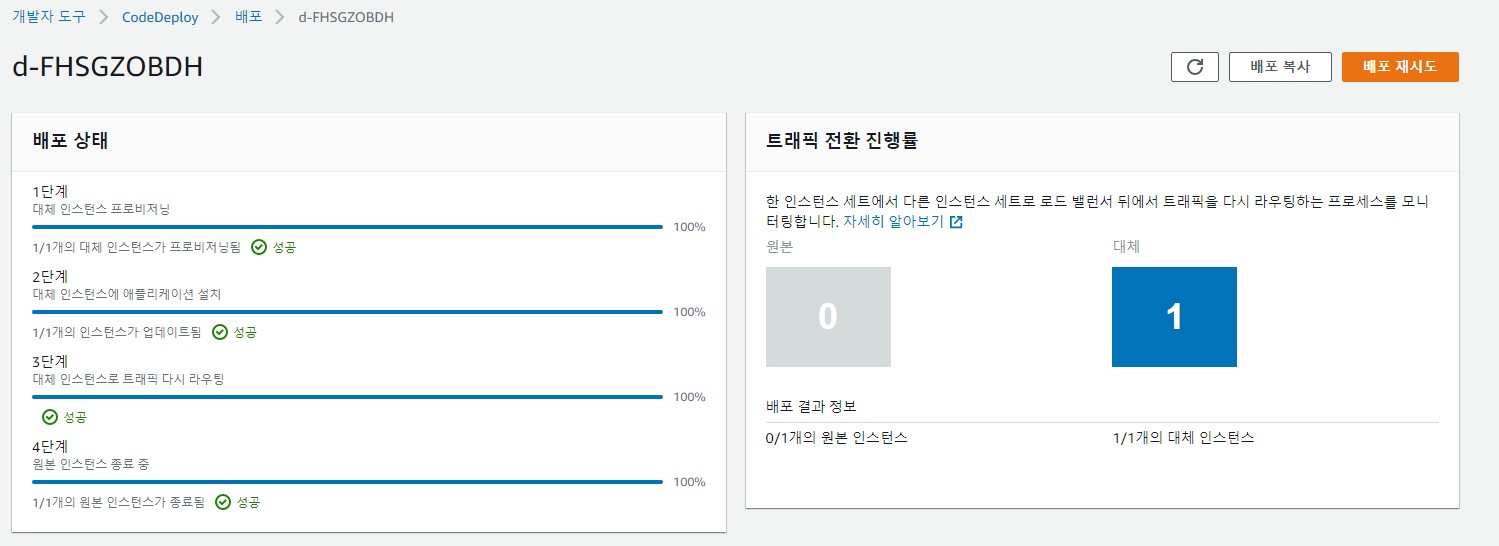 개발자 도구 > CodeDeploy > 배포 > d-FHSGZOBDH
d-FHSGZOBDH
배포 복사
배포 재시도
배포 상태
1단계
대체 인스턴스 프로비저닝
100%
1/1개의 대체 인스턴스가 프로비저닝됨 성공
2단계
대체 인스턴스에 애플리케이션 설치
100%
1/1개의 인스턴스가 업데이트됨 성공
3단계
대체 인스턴스로 트래픽 다시 라우팅
100%
성공
4단계
원본 인스턴스 종료 중
100%
1/1개의 원본 인스턴스가 종료됨 성공
트래픽 전환 진행률
한 인스턴스 세트에서 다른 인스턴스 세트로 로드 밸런서 뒤에서 트래픽을 다시 라우팅하는 프로세스를 모니
터링합니다. 자세히 알아보기
원본
대체
0
1
배포 결과 정보
0/1개의 원본 인스턴스
1/1개의 대체 인스턴스